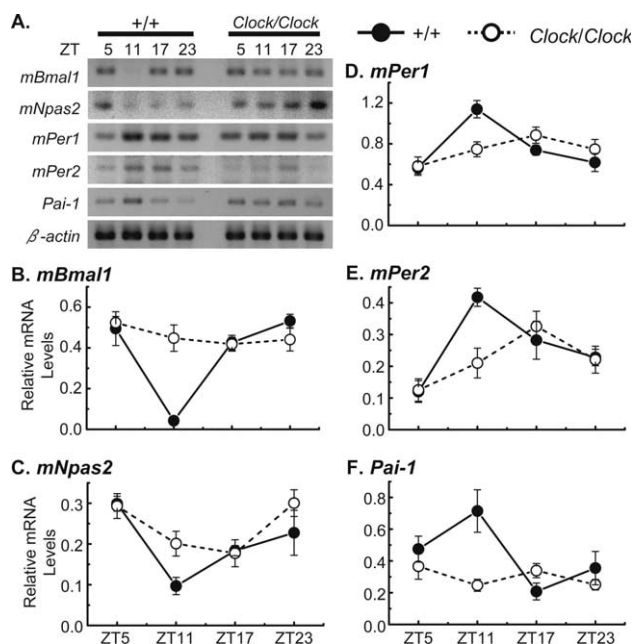 A.
+/+ Clock/Clock
ZT 5 11 17 23 5 11 17 23
mBmal1
mNpas2
mPer1
mPer2
Pai-1
β-actin
+/+ Clock/Clock
B. mBmal1
Relative mRNA
Levels
0.6
0.4
0.2
0.0
C. mNpas2
Relative mRNA
Levels
0.3
0.2
0.1
0.0
ZT5 ZT11 ZT17 ZT23
D. mPer1
1.2
0.9
0.6
0.3
0.0
E. mPer2
0.4
0.3
0.2
0.1
0.0
F. Pai-1
0.8
0.6
0.4
0.2
0.0
ZT5 ZT11 ZT17 ZT23